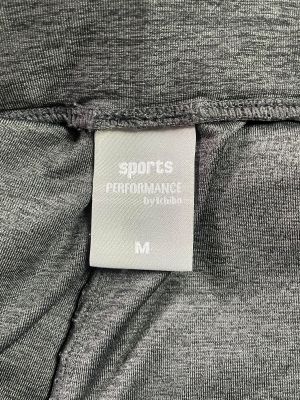 sports
PERFORMANCE
by tchibo
M